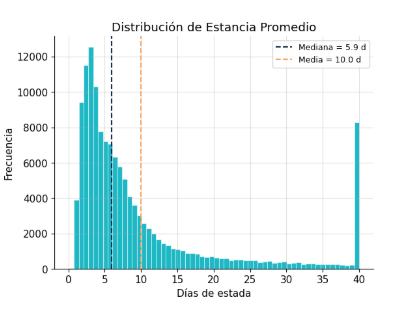 Distribución de Estancia Promedio
Mediana = 5.9 d
Media = 10.0 d
12000
10000
8000
6000
4000
2000
0
Frecuencia
0 5 10 15 20 25 30 35 40
Días de estada